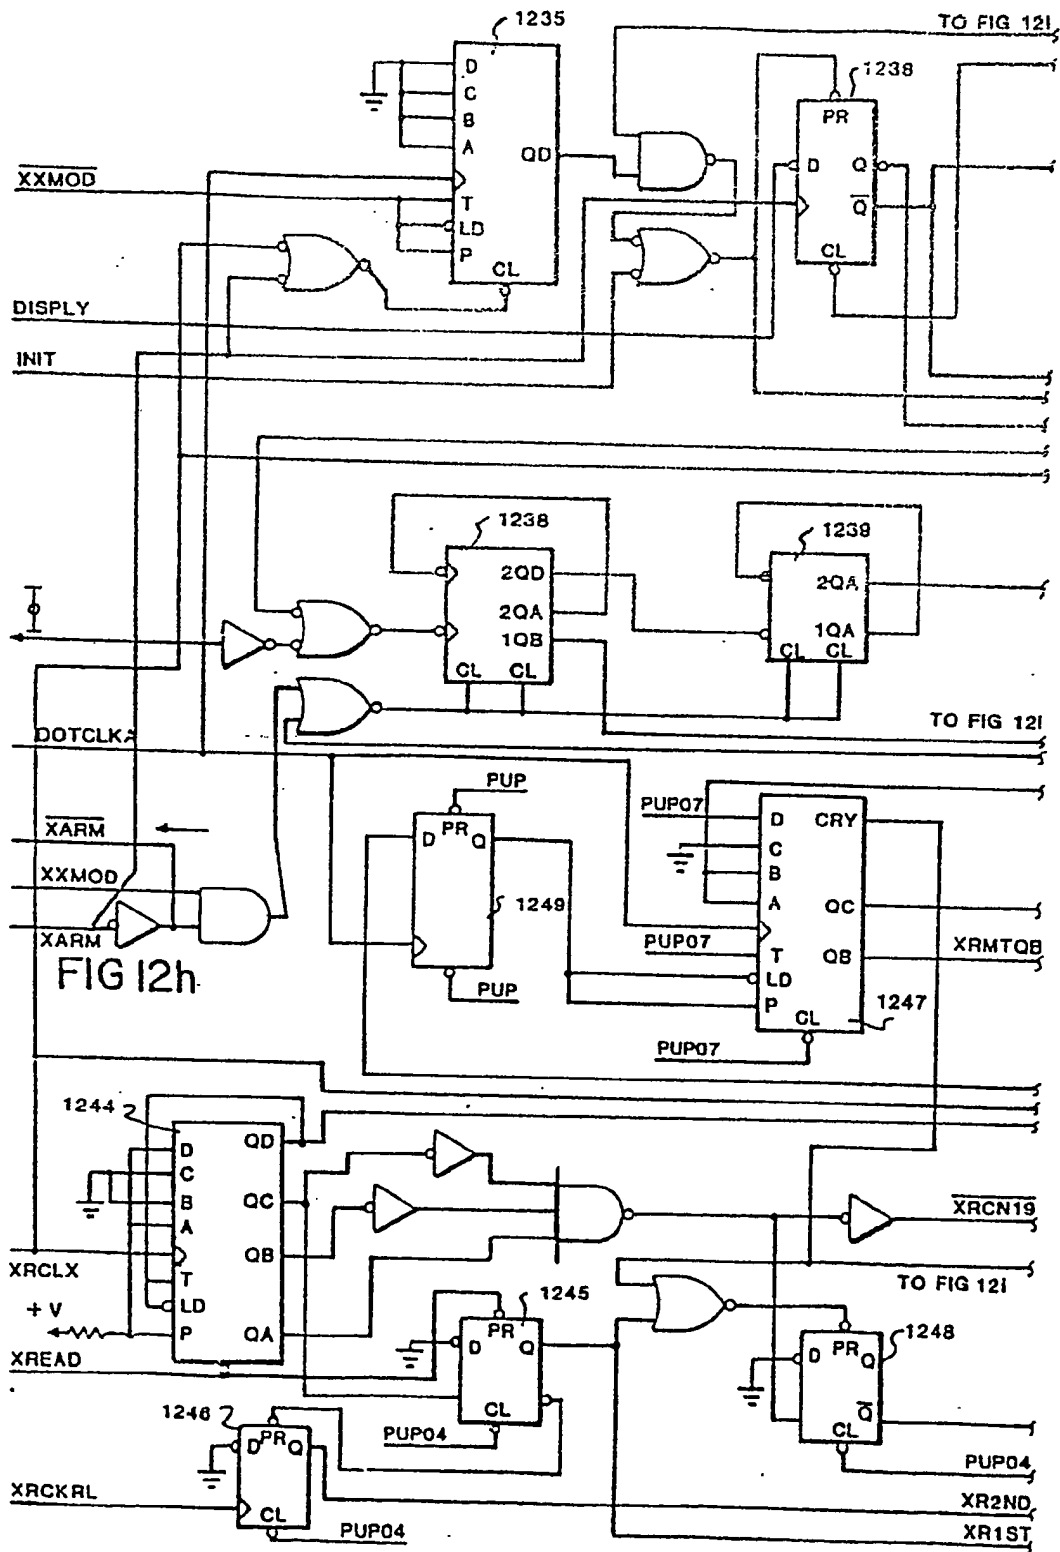 1235
TO FIG 12I
1238
D
C
B
A
QD
PR
D
Q
Q̅
CL
X̅X̅M̅O̅D̅
T
LD
P
CL
DISPLY
INIT
1238
1239
2QD
2QA
1QB
CL
CL
2QA
1QA
CL
CL
Φ
TO FIG 12I
DOTCLKA
PUP
D
PR
Q
1249
PUP
PUP07
D
C
B
A
CRY
QC
T
PUP07
QB
XRMTQB
LD
P
CL
1247
PUP07
X̅A̅R̅M̅
XXMOD
XARM
FIG 12h
1244
D
C
B
A
QD
QC
QB
T
LD
P
QA
X̅R̅C̅N̅1̅9̅
XRCLX
TO FIG 12I
+ V
XREAD
1245
PR
D
Q
CL
PUP04
1248
D
PR
Q
Q̅
CL
PUP04
1246
D
PR
Q
CL
PUP04
XRCKRL
XR2ND
XR1ST